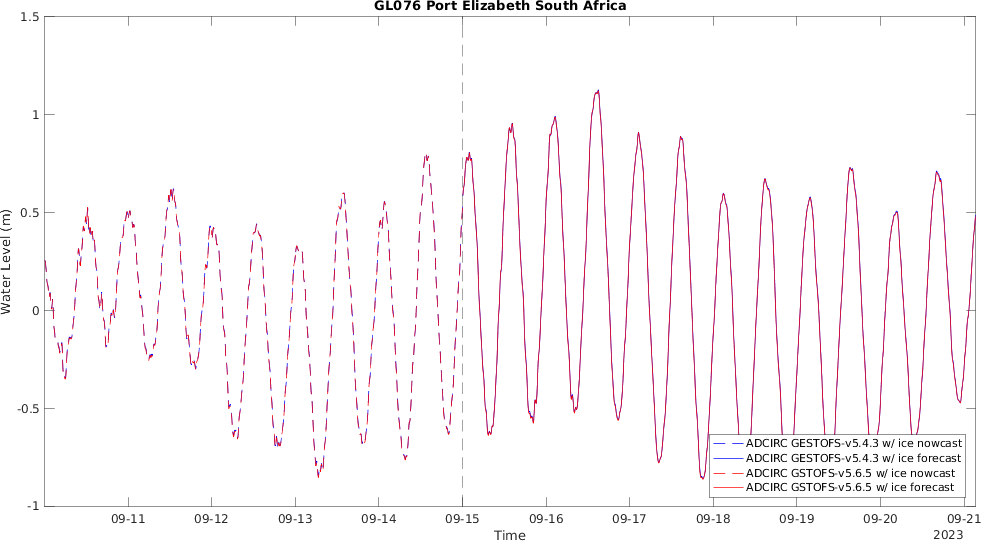 GL076 Port Elizabeth South Africa
1.5
1
0.5
0
-0.5
-1
Water Level (m)
09-11 09-12 09-13 09-14 09-15 09-16 09-17 09-18 09-19 09-20 09-21
Time
2023
ADCIRC GESTOFS-v5.4.3 w/ ice nowcast
ADCIRC GESTOFS-v5.4.3 w/ ice forecast
ADCIRC GSTOFS-v5.6.5 w/ ice nowcast
ADCIRC GSTOFS-v5.6.5 w/ ice forecast